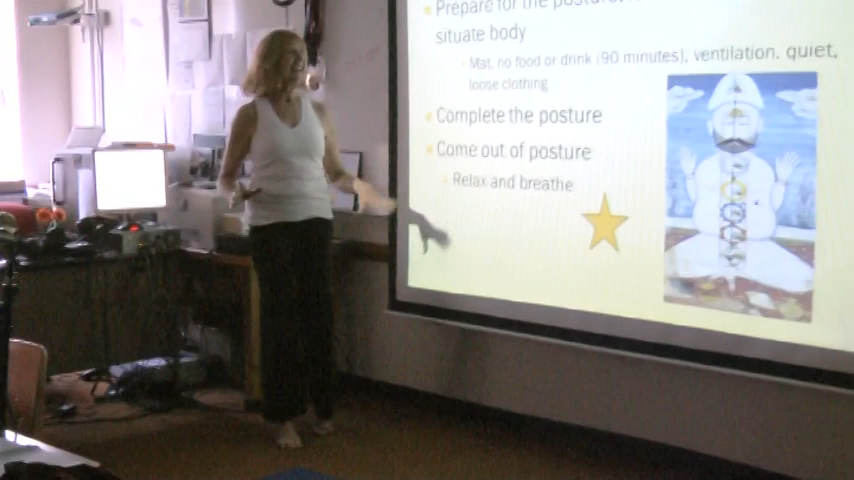 Prepare for the posture,
situate body
Mat, no food or drink (90 minutes), ventilation, quiet,
loose clothing
Complete the posture
Come out of posture
Relax and breathe